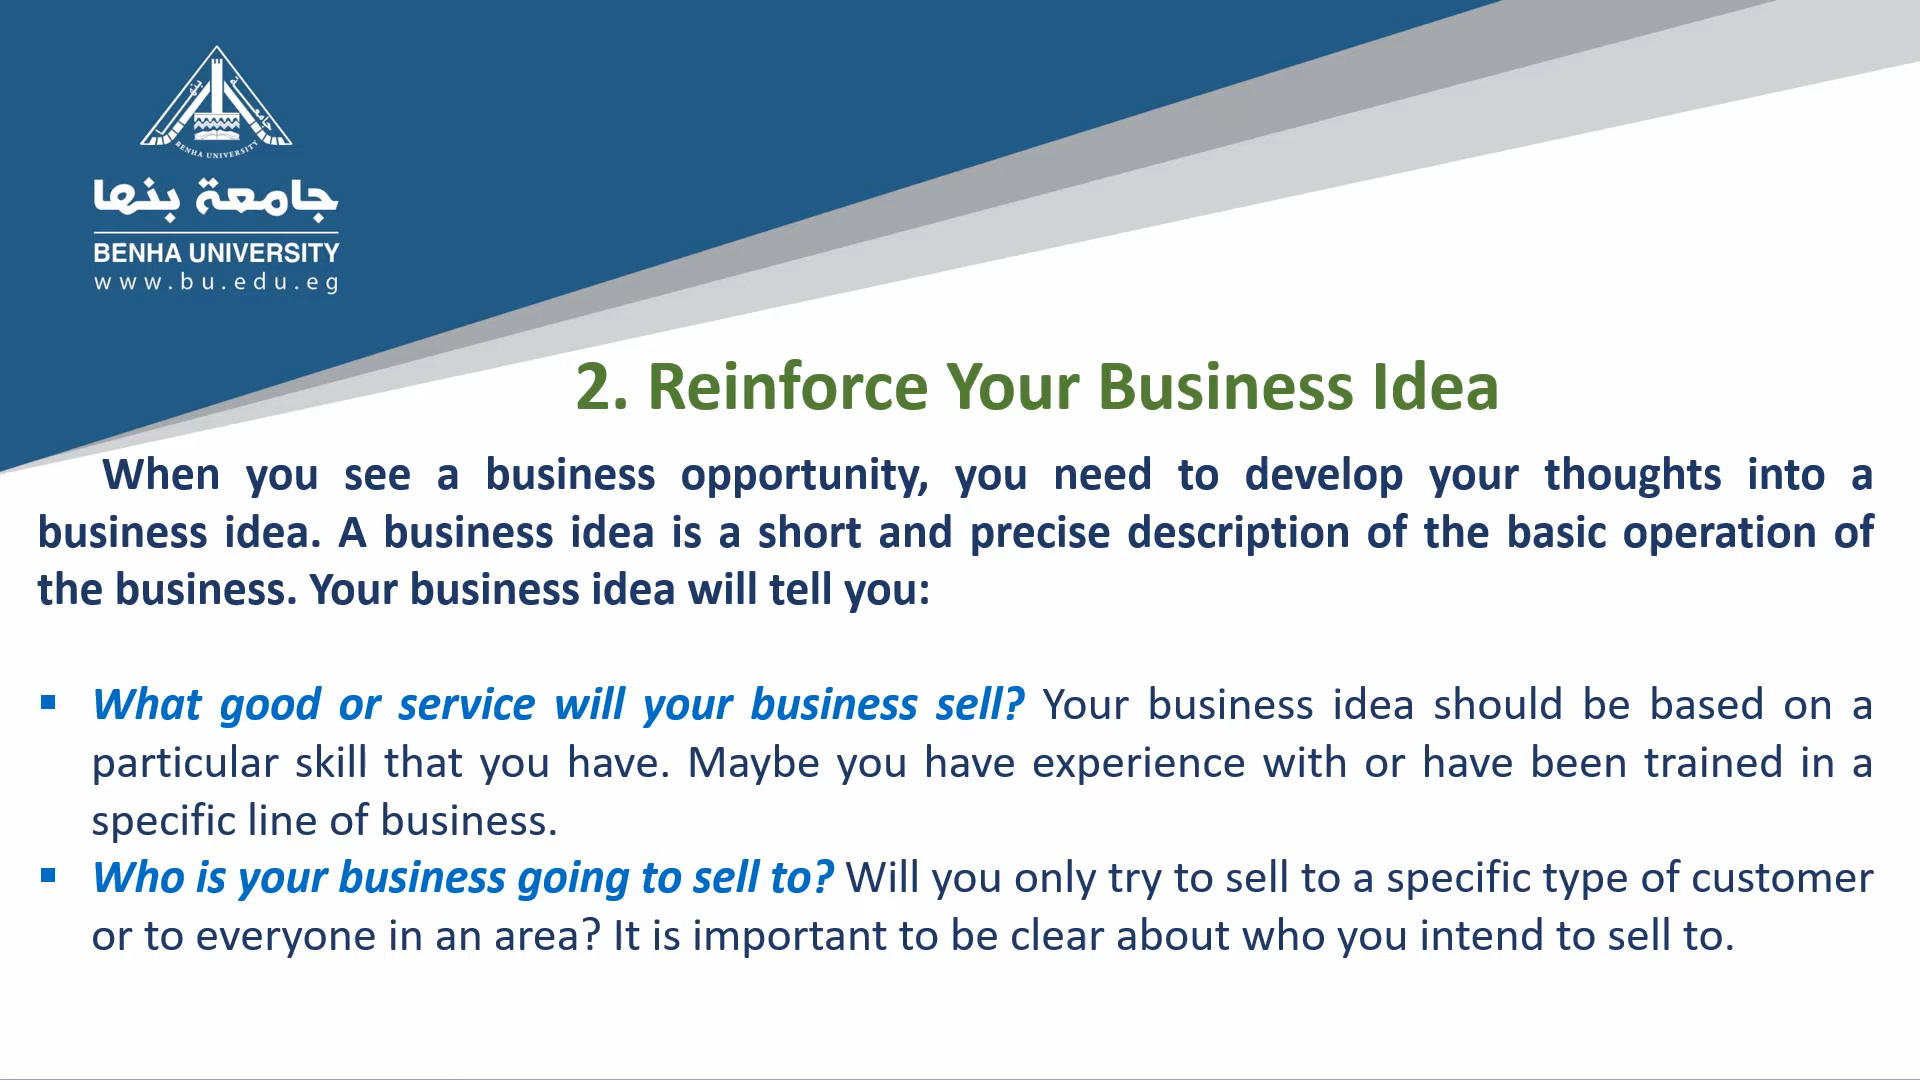 BENHA UNIVERSITY
جامعة بنها
BENHA UNIVERSITY
www.bu.edu.eg
2. Reinforce Your Business Idea
When you see a business opportunity, you need to develop your thoughts into a
business idea. A business idea is a short and precise description of the basic operation of
the business. Your business idea will tell you:
▪ What good or service will your business sell? Your business idea should be based on a
particular skill that you have. Maybe you have experience with or have been trained in a
specific line of business.
▪ Who is your business going to sell to? Will you only try to sell to a specific type of customer
or to everyone in an area? It is important to be clear about who you intend to sell to.